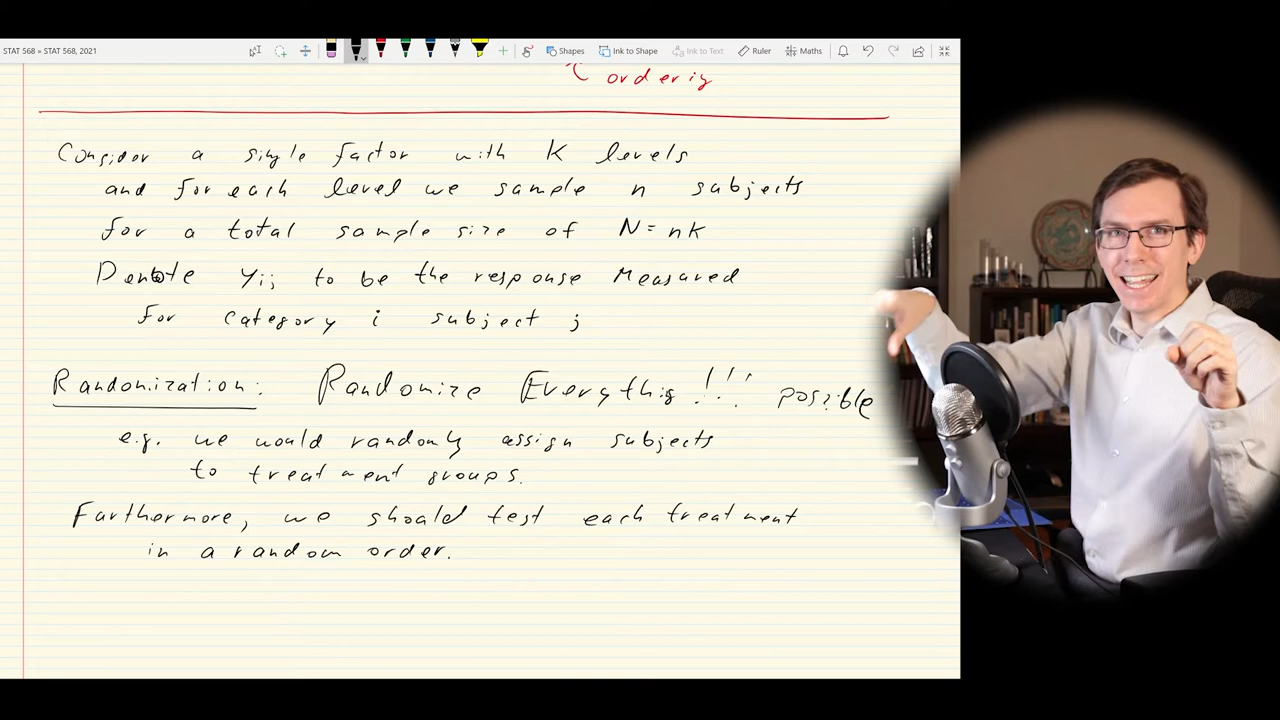 STAT 568 » STAT 568, 2021
Shapes
Ink to Shape
Ink to Text
Ruler
Maths
ordering
Consider a single factor with K levels
and for each level we sample n subjects
for a total sample size of N = nk
Denote yij to be the response measured
for category i subject j
Randomization: Randomize Everything!!! possible
e.g. we would randomly assign subjects
to treatment groups.
Furthermore, we should test each treatment
in a random order.